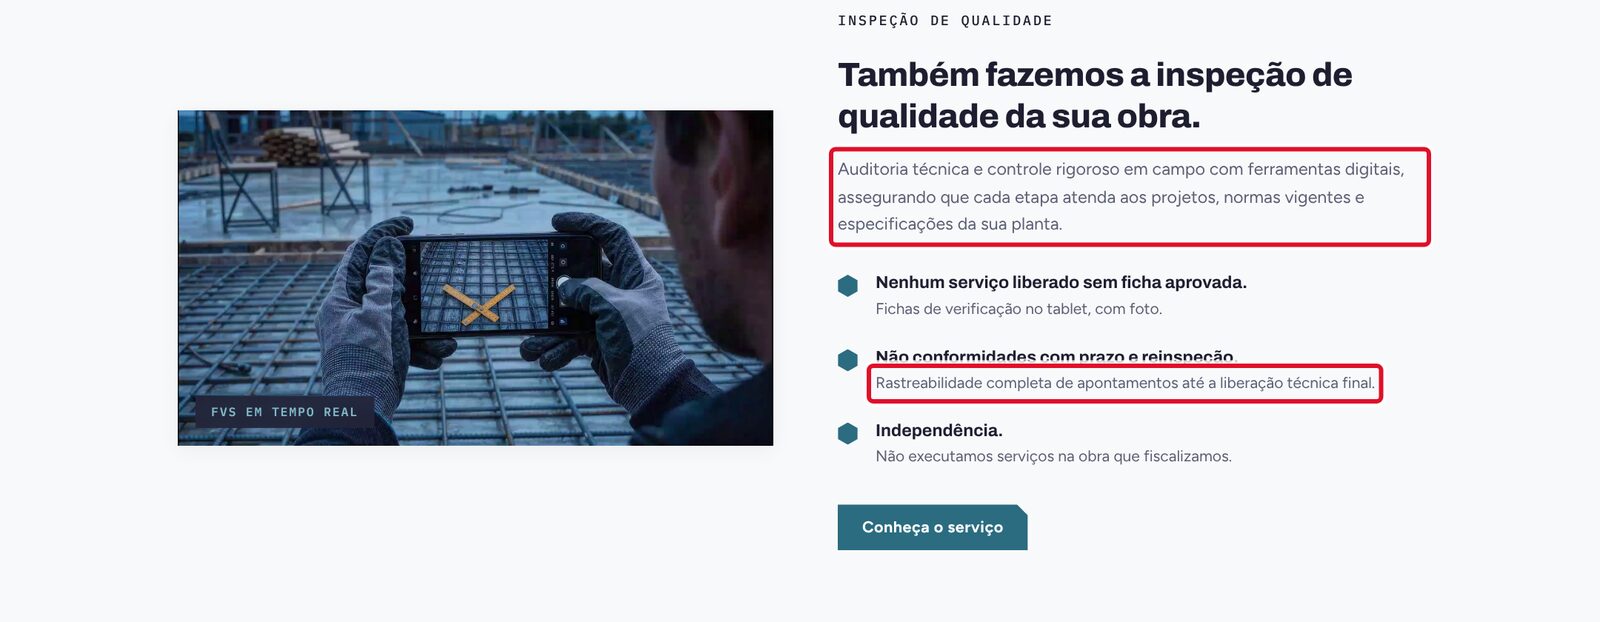 INSPEÇÃO DE QUALIDADE
Também fazemos a inspeção de
qualidade da sua obra.
Auditoria técnica e controle rigoroso em campo com ferramentas digitais,
assegurando que cada etapa atenda aos projetos, normas vigentes e
especificações da sua planta.
Nenhum serviço liberado sem ficha aprovada.
Fichas de verificação no tablet, com foto.
Não conformidades com prazo e reinspeção.
Rastreabilidade completa de apontamentos até a liberação técnica final.
Independência.
Não executamos serviços na obra que fiscalizamos.
Conheça o serviço
FVS EM TEMPO REAL